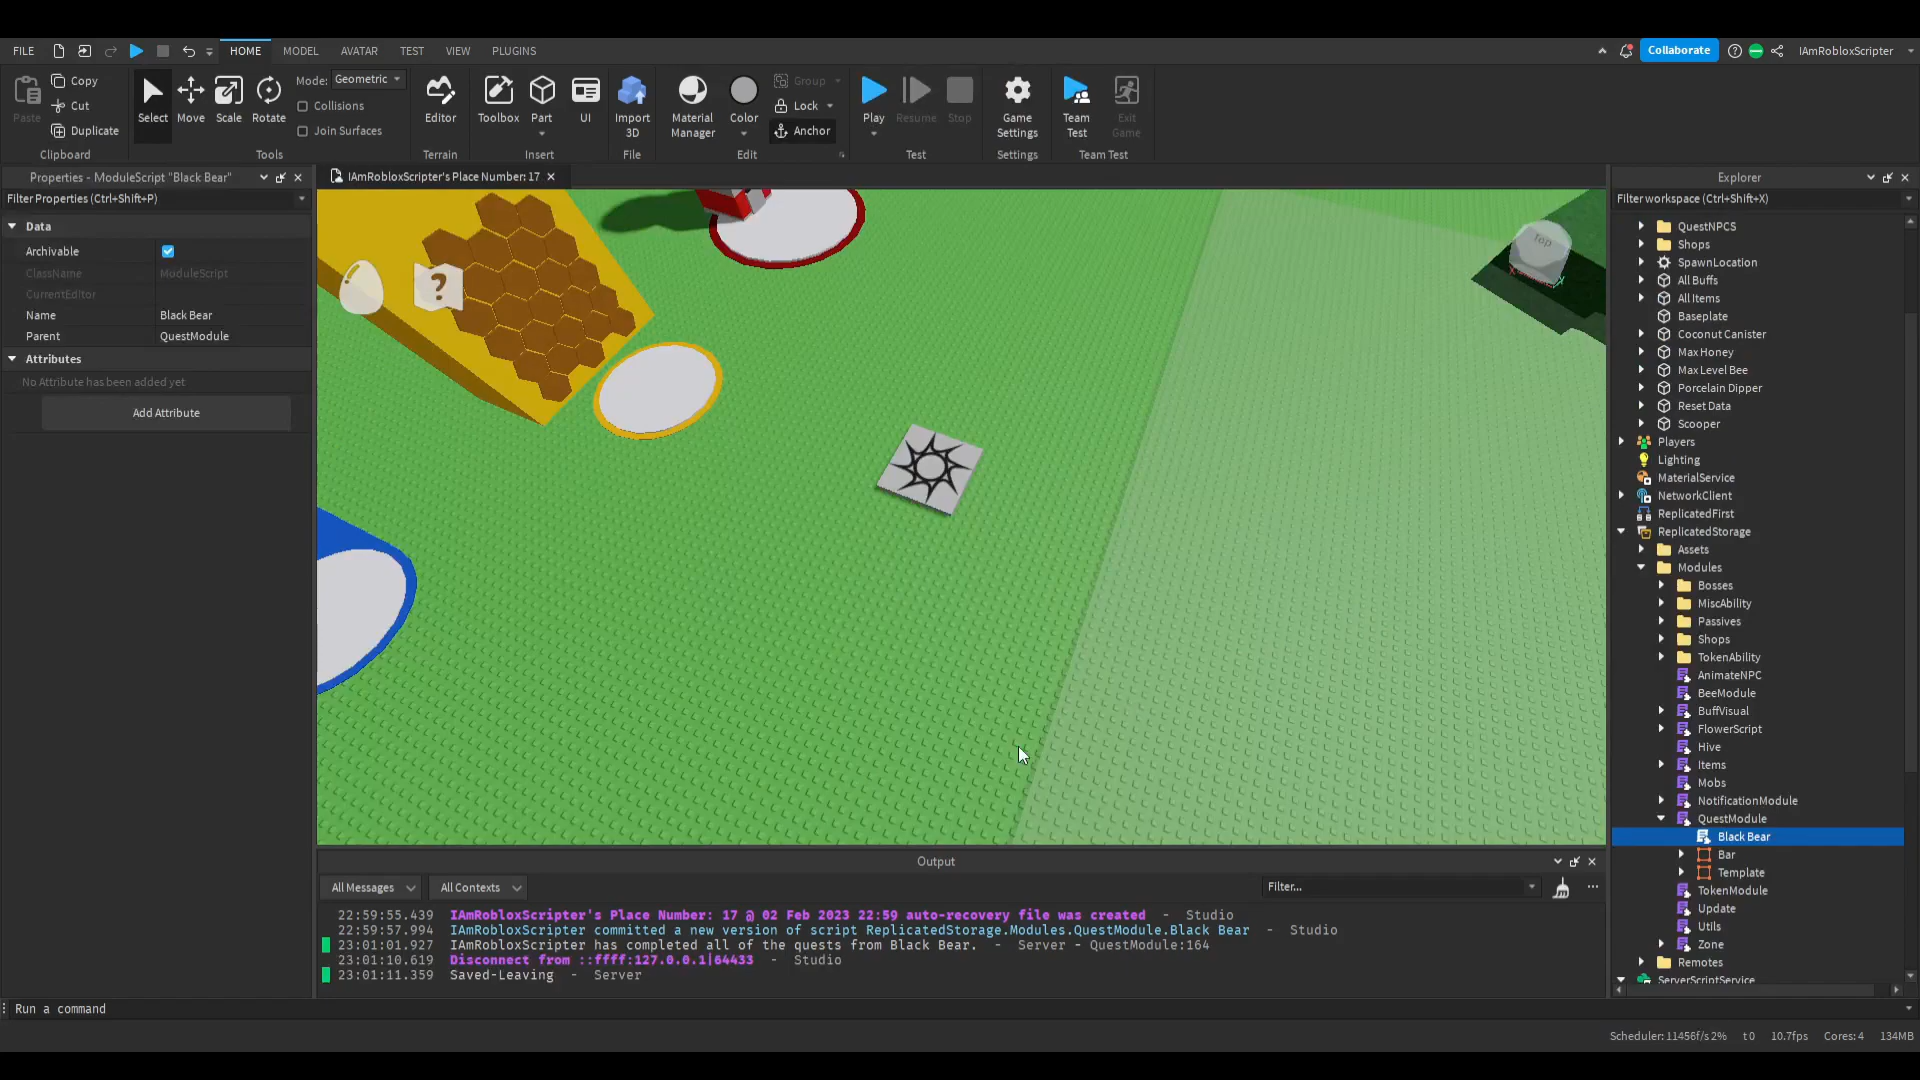 FILE
HOME
MODEL
AVATAR
TEST
VIEW
PLUGINS
Collaborate
IAmRobloxScripter
Paste
Copy
Cut
Duplicate
Clipboard
Select
Move
Scale
Rotate
Mode: Geometric
Collisions
Join Surfaces
Tools
Editor
Terrain
Toolbox
Part
UI
Insert
Import
3D
File
Material
Manager
Color
Group
Lock
Anchor
Edit
Play
Resume
Stop
Test
Game
Settings
Settings
Team
Test
Exit
Game
Team Test
Properties - ModuleScript "Black Bear"
Filter Properties (Ctrl+Shift+P)
Data
Archivable
ClassName ModuleScript
CurrentEditor
Name Black Bear
Parent QuestModule
Attributes
No Attribute has been added yet
Add Attribute
IAmRobloxScripter's Place Number: 17
?
Top
X
Y
Output
All Messages
All Contexts
Filter...
22:59:55.439 IAmRobloxScripter's Place Number: 17 @ 02 Feb 2023 22:59 auto-recovery file was created - Studio
22:59:57.994 IAmRobloxScripter committed a new version of script ReplicatedStorage.Modules.QuestModule.Black Bear - Studio
23:01:01.927 IAmRobloxScripter has completed all of the quests from Black Bear. - Server - QuestModule:164
23:01:10.619 Disconnect from ::ffff:127.0.0.1|64433 - Studio
23:01:11.359 Saved-Leaving - Server
Explorer
Filter workspace (Ctrl+Shift+X)
QuestNPCS
Shops
SpawnLocation
All Buffs
All Items
Baseplate
Coconut Canister
Max Honey
Max Level Bee
Porcelain Dipper
Reset Data
Scooper
Players
Lighting
MaterialService
NetworkClient
ReplicatedFirst
ReplicatedStorage
Assets
Modules
Bosses
MiscAbility
Passives
Shops
TokenAbility
AnimateNPC
BeeModule
BuffVisual
FlowerScript
Hive
Items
Mobs
NotificationModule
QuestModule
Black Bear
Bar
Template
TokenModule
Update
Utils
Zone
Remotes
ServerScriptService
Run a command
Scheduler: 11456f/s 2% t 0 10.7fps Cores: 4 134MB